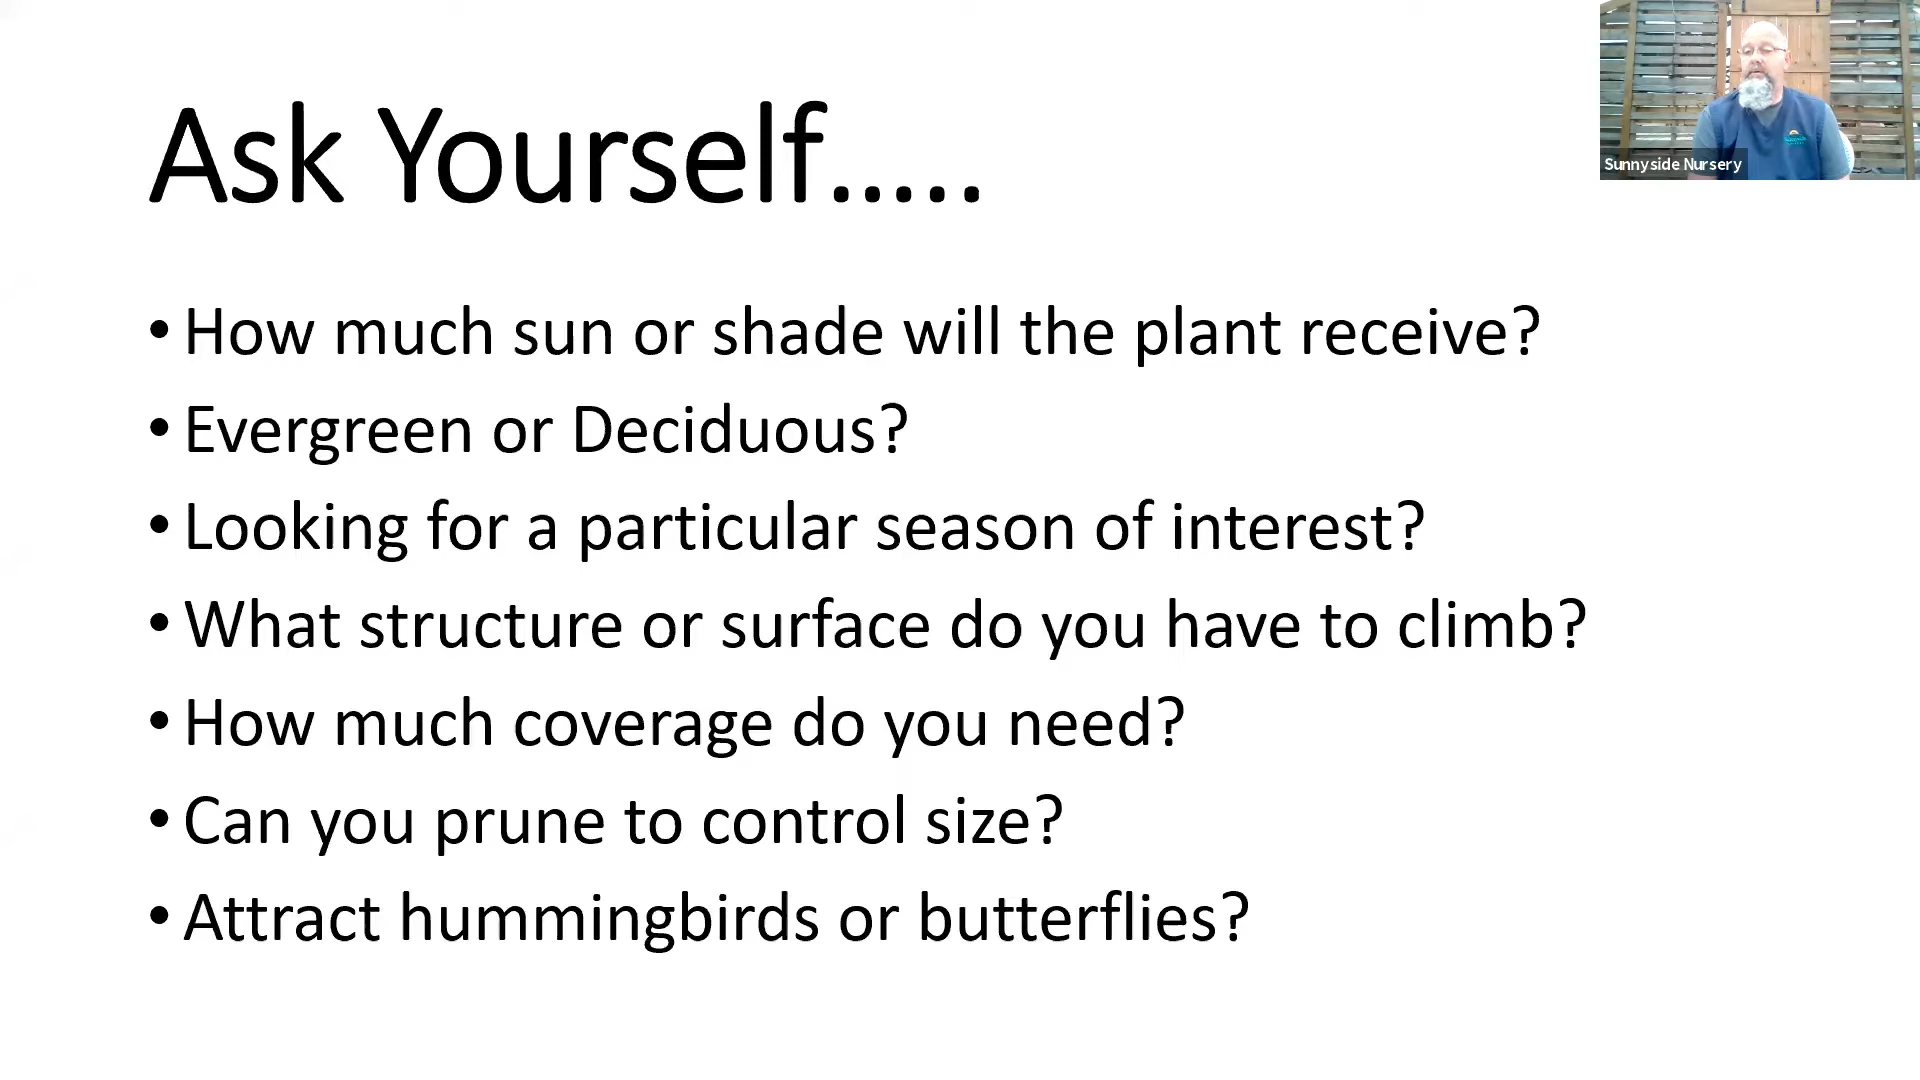 Ask Yourself.....
Sunnyside Nursery
• How much sun or shade will the plant receive?
• Evergreen or Deciduous?
• Looking for a particular season of interest?
• What structure or surface do you have to climb?
• How much coverage do you need?
• Can you prune to control size?
• Attract hummingbirds or butterflies?